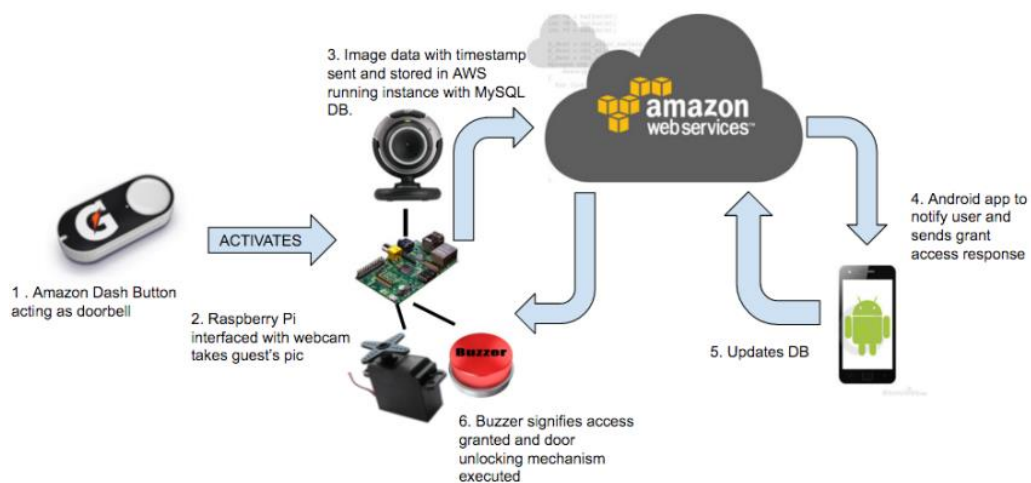 3. Image data with timestamp
sent and stored in AWS
running instance with MySQL
DB.
amazon
web services™
G
ACTIVATES
4. Android app to
notify user and
sends grant
access response
1 . Amazon Dash Button
acting as doorbell
2. Raspberry Pi
interfaced with webcam
takes guest's pic
Buzzer
5. Updates DB
6. Buzzer signifies access
granted and door
unlocking mechanism
executed